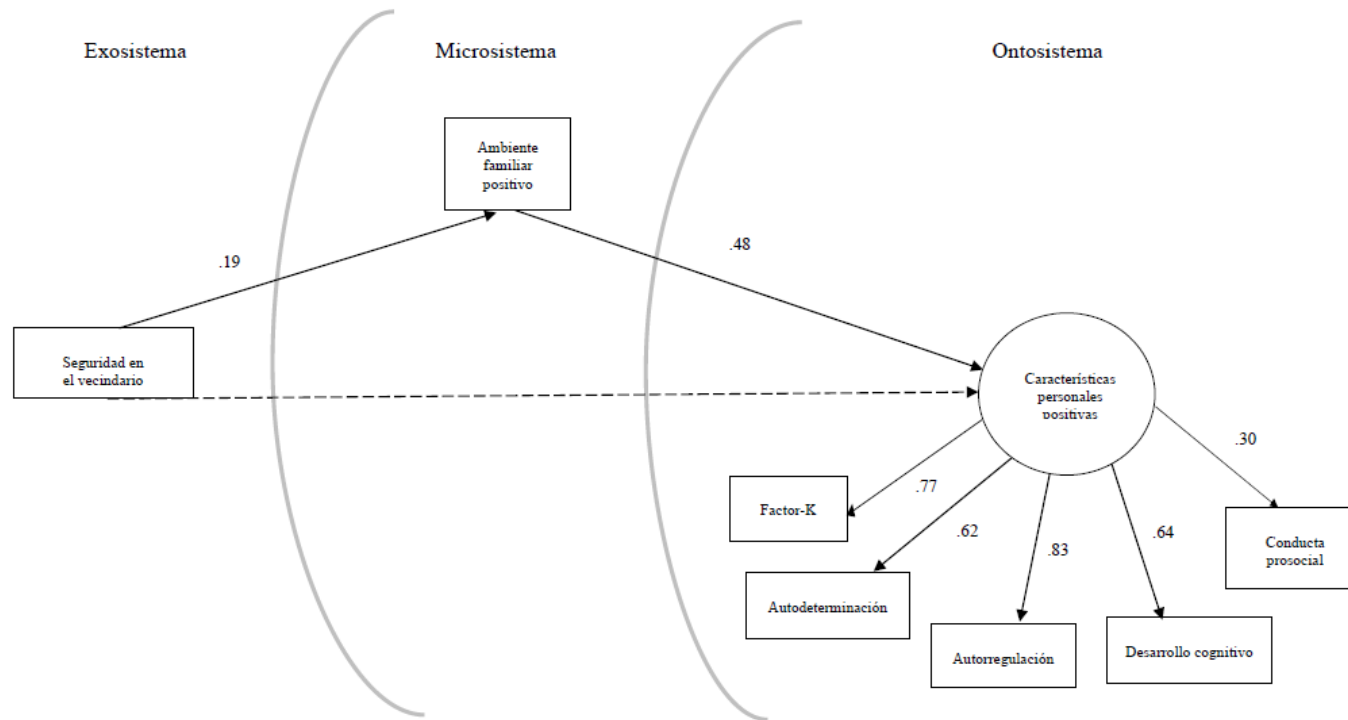 Exosistema
Microsistema
Ontosistema
Ambiente
familiar
positivo
.19
.48
Seguridad en
el vecindario
Características
personales
positivas
.30
.77
Factor-K
.62
.83
.64
Conducta
prosocial
Autodeterminación
Autorregulación
Desarrollo cognitivo